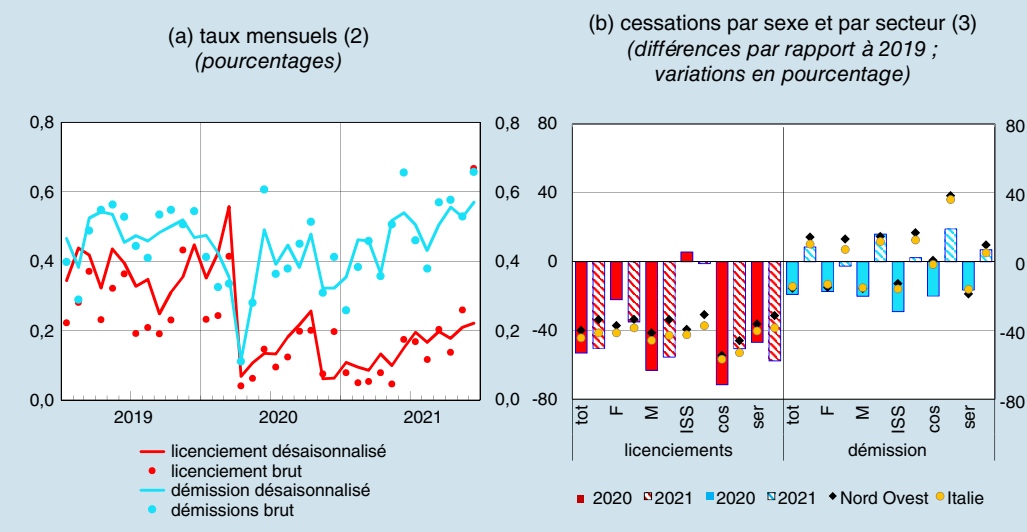 (a) taux mensuels (2)
(pourcentages)
0,8
0,6
0,4
0,2
0,0
0,8
0,6
0,4
0,2
0,0
2019 2020 2021
licenciement désaisonnalisé
licenciement brut
démission désaisonnalisé
démissions brut
(b) cessations par sexe et par secteur (3)
(différences par rapport à 2019 ;
variations en pourcentage)
80
40
0
-40
-80
80
40
0
-40
-80
tot F M ISS cos ser tot F M ISS cos ser
licenciements démission
2020 2021 2020 2021 Nord Ovest Italie